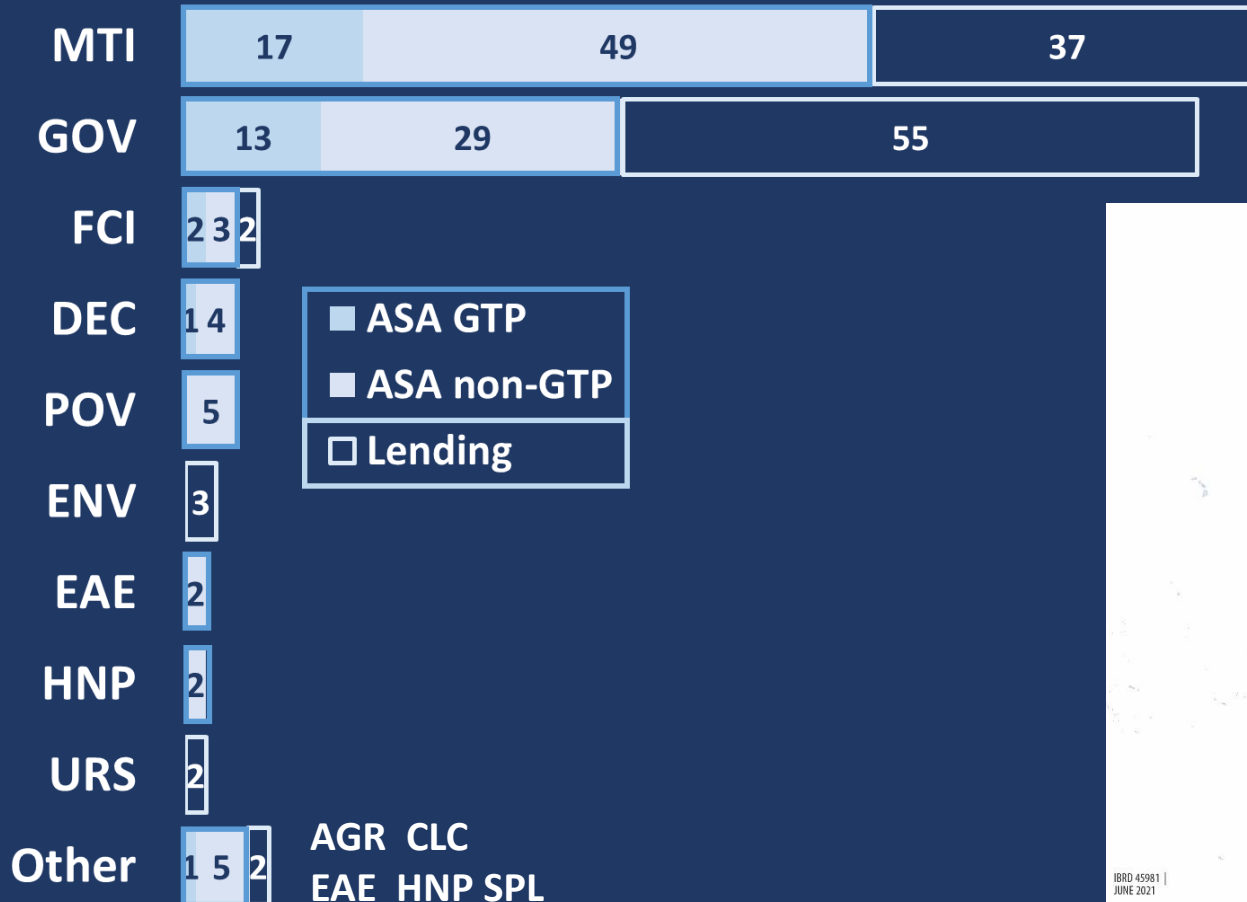 MTI 17 49 37
GOV 13 29 55
FCI 2 3 2
DEC 1 4
POV 5
ENV 3
EAE 2
HNP 2
URS 2
Other 1 5 2
ASA GTP
ASA non-GTP
Lending
AGR CLC
EAE HNP SPL
IBRD 45981 |
JUNE 2021